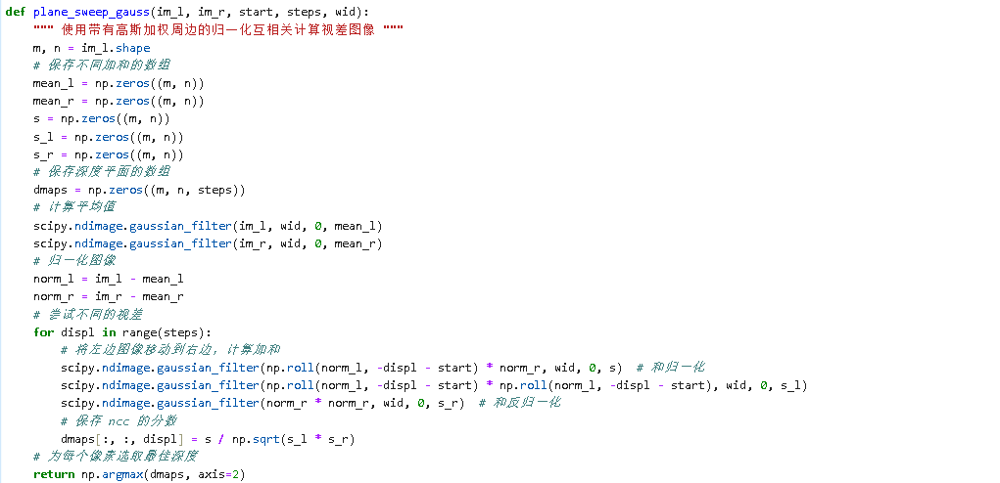 def plane_sweep_gauss(im_l, im_r, start, steps, wid):
    """ 使用带有高斯加权周边的归一化互相关计算视差图像 """
    m, n = im_l.shape
    # 保存不同加和的数组
    mean_l = np.zeros((m, n))
    mean_r = np.zeros((m, n))
    s = np.zeros((m, n))
    s_l = np.zeros((m, n))
    s_r = np.zeros((m, n))
    # 保存深度平面的数组
    dmaps = np.zeros((m, n, steps))
    # 计算平均值
    scipy.ndimage.gaussian_filter(im_l, wid, 0, mean_l)
    scipy.ndimage.gaussian_filter(im_r, wid, 0, mean_r)
    # 归一化图像
    norm_l = im_l - mean_l
    norm_r = im_r - mean_r
    # 尝试不同的视差
    for displ in range(steps):
        # 将左边图像移动到右边，计算加和
        scipy.ndimage.gaussian_filter(np.roll(norm_l, -displ - start) * norm_r, wid, 0, s)  # 和归一化
        scipy.ndimage.gaussian_filter(np.roll(norm_l, -displ - start) * np.roll(norm_l, -displ - start), wid, 0, s_l)
        scipy.ndimage.gaussian_filter(norm_r * norm_r, wid, 0, s_r)  # 和反归一化
        # 保存 ncc 的分数
        dmaps[:, :, displ] = s / np.sqrt(s_l * s_r)
    # 为每个像素选取最佳深度
    return np.argmax(dmaps, axis=2)